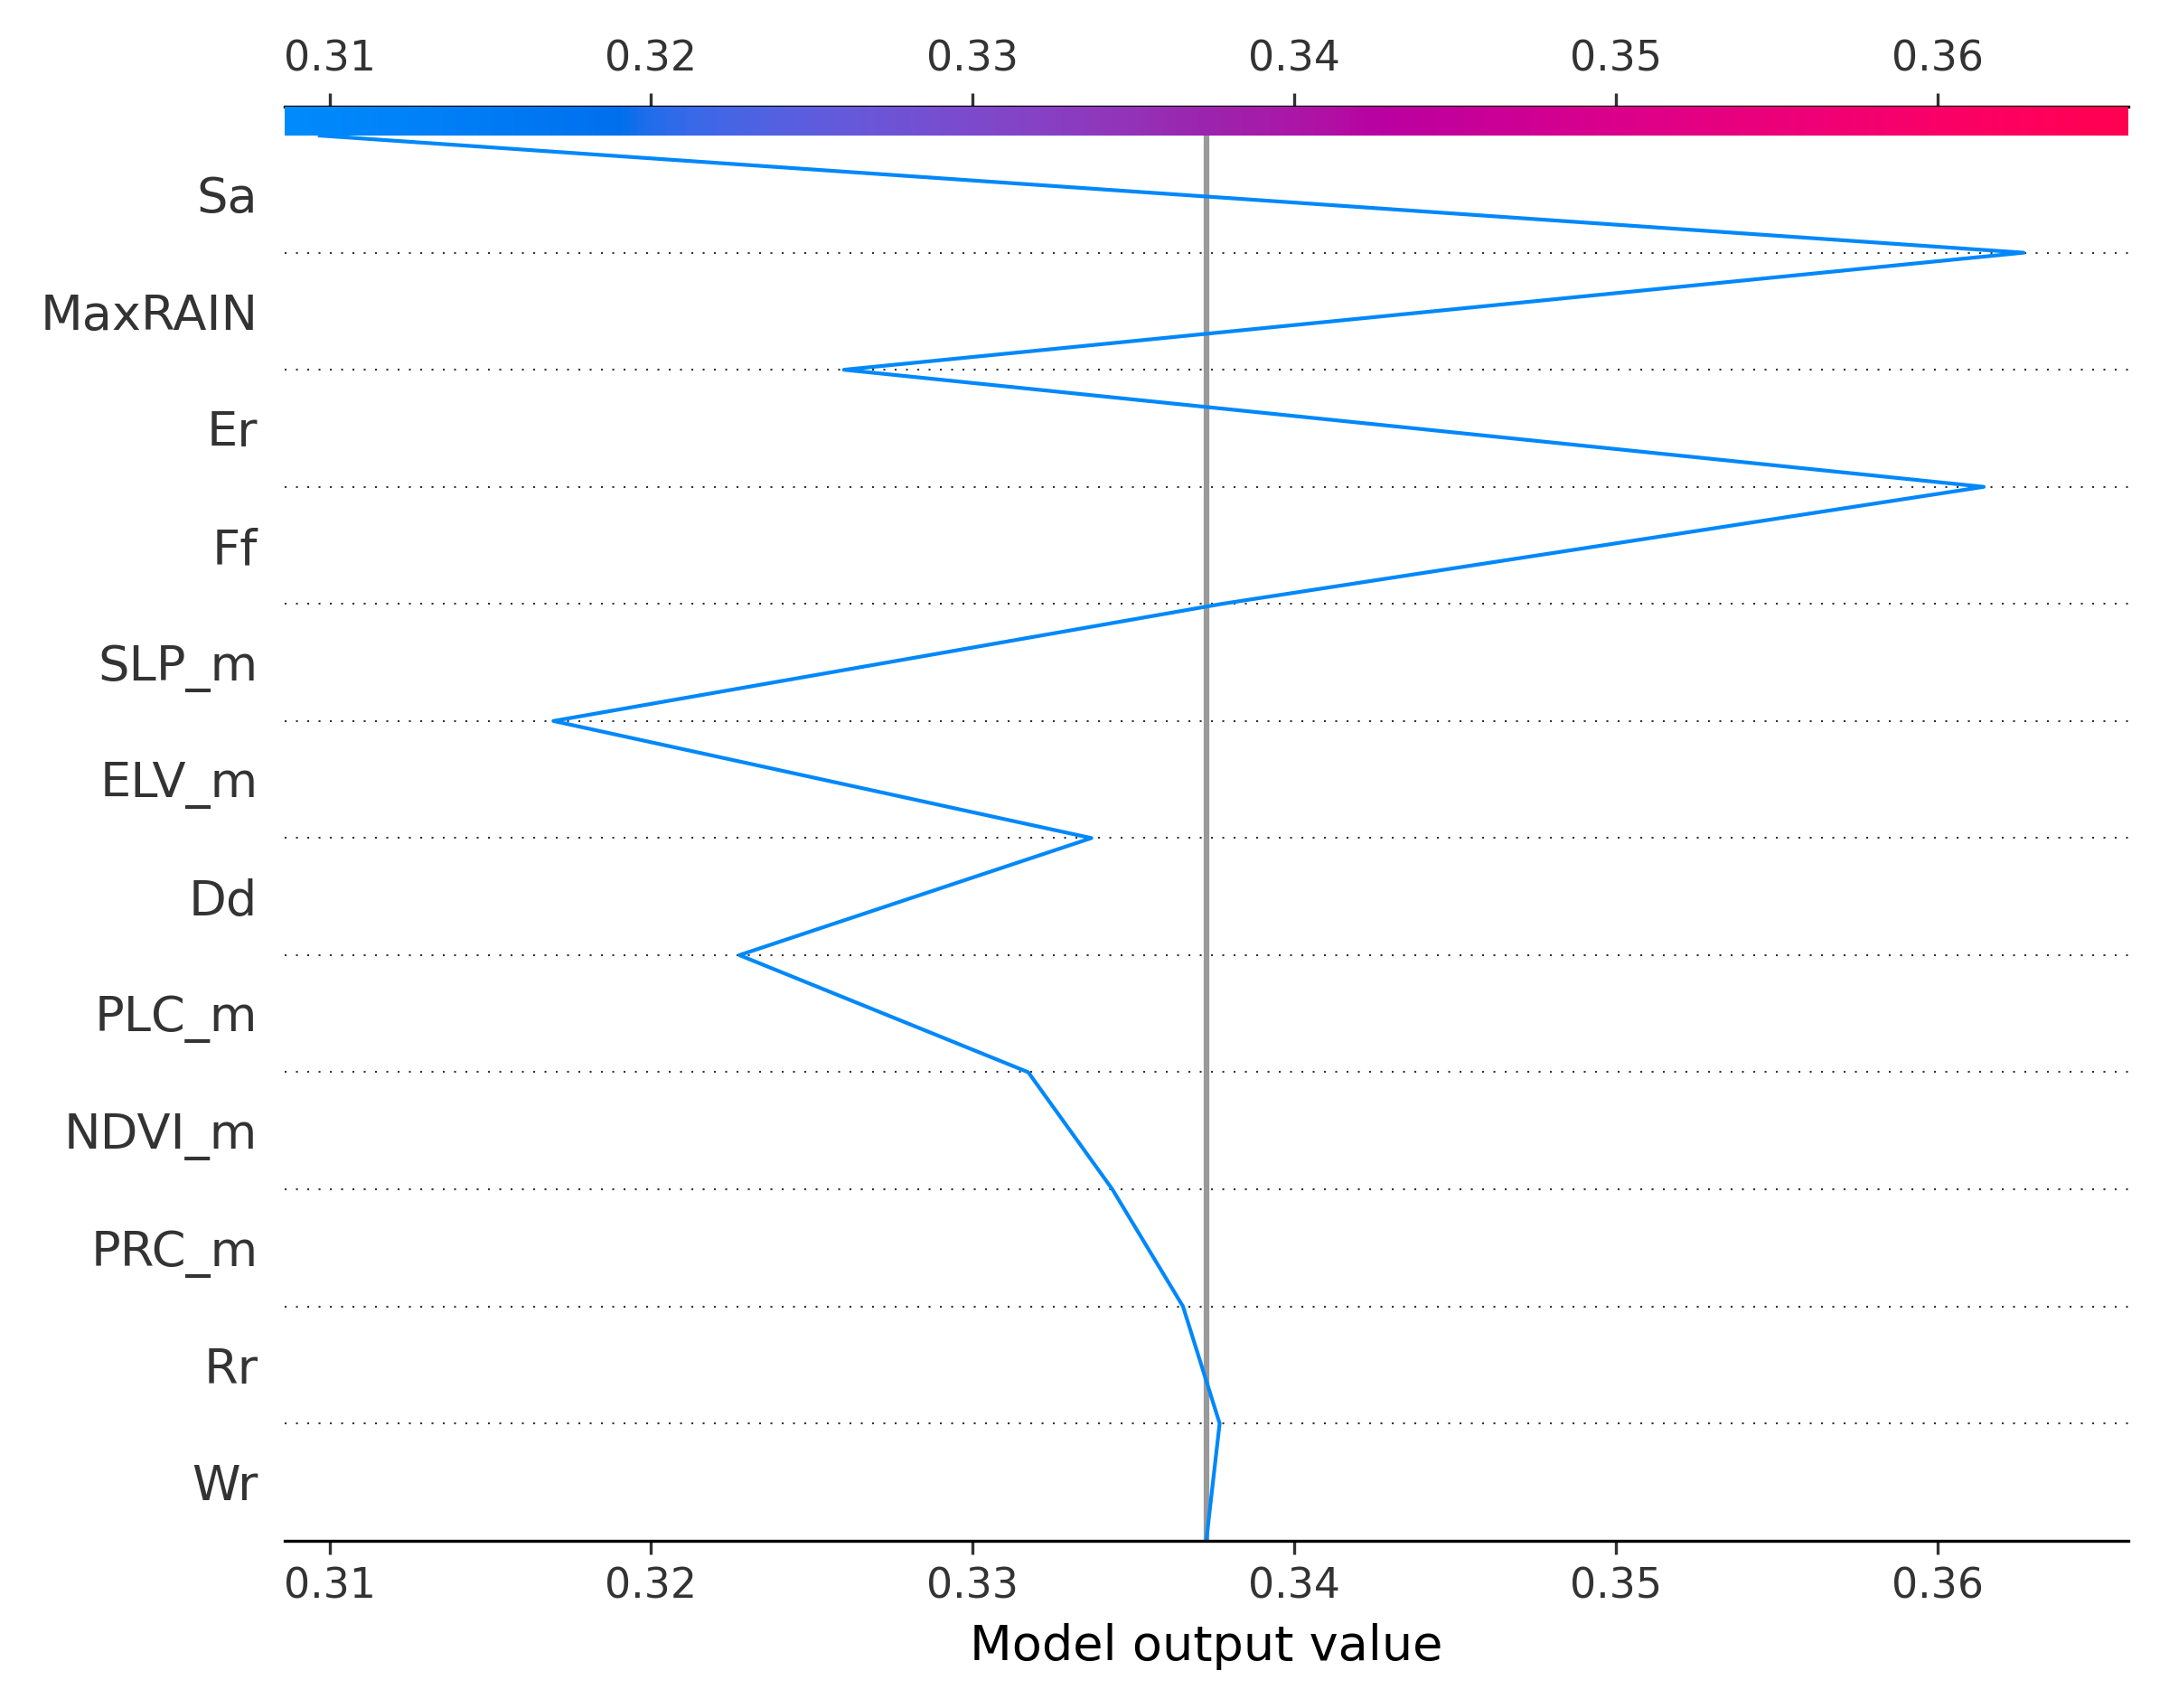 0.31 0.32 0.33 0.34 0.35 0.36
Sa
MaxRAIN
Er
Ff
SLP_m
ELV_m
Dd
PLC_m
NDVI_m
PRC_m
Rr
Wr
0.31 0.32 0.33 0.34 0.35 0.36
Model output value